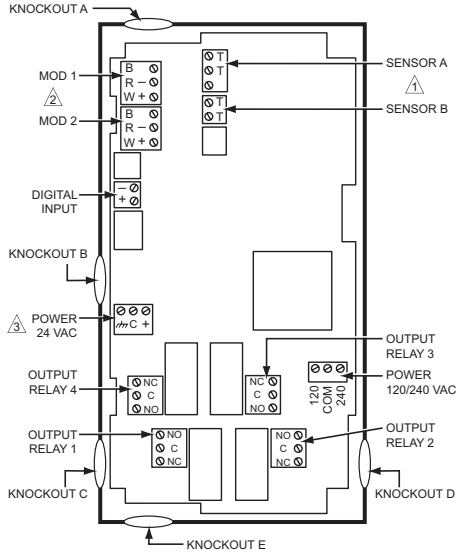 KNOCKOUT A
MOD 1
2
MOD 2
B
R –
W +
B
R –
W +
T
T
T
T
SENSOR A
1
SENSOR B
DIGITAL
INPUT
–
+
KNOCKOUT B
3
POWER
24 VAC
C +
OUTPUT
RELAY 3
120
COM
240
POWER
120/240 VAC
OUTPUT
RELAY 4
NC
C
NO
NC
C
NO
OUTPUT
RELAY 1
NO
C
NC
NO
C
NC
OUTPUT
RELAY 2
KNOCKOUT C
KNOCKOUT D
KNOCKOUT E